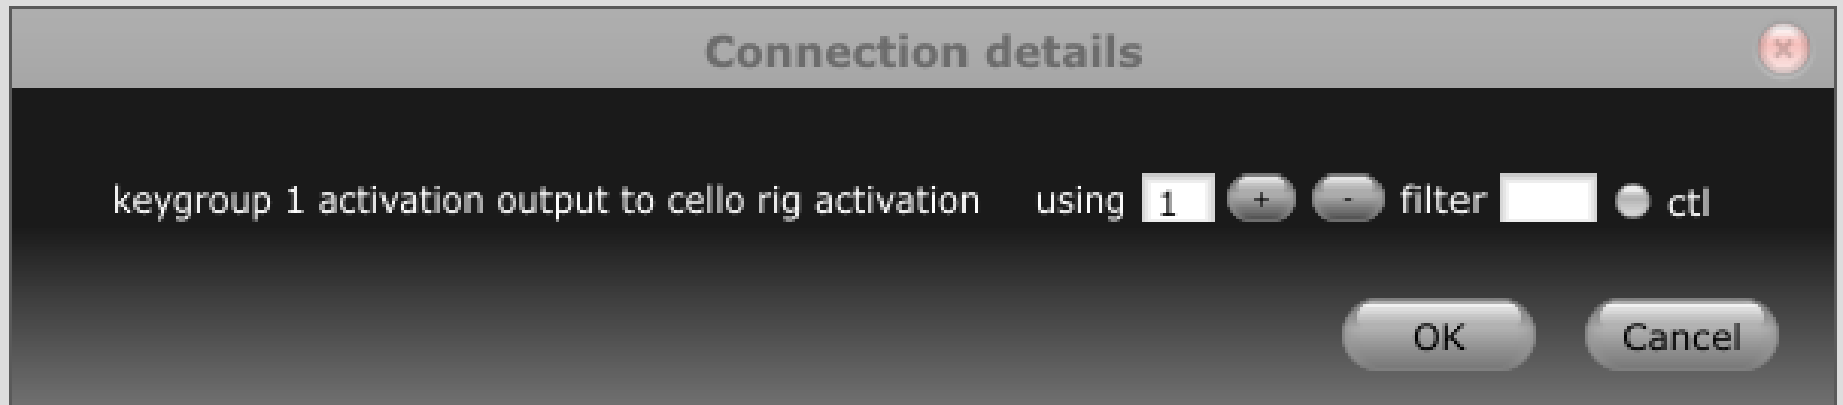 Connection details
keygroup 1 activation output to cello rig activation using 1 + - filter ctl
OK Cancel